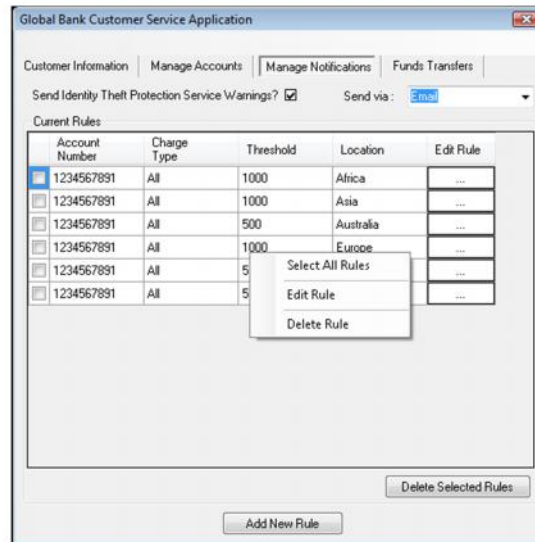 Global Bank Customer Service Application
Customer Information Manage Accounts Manage Notifications Funds Transfers
Send Identity Theft Protection Service Warnings? Send via : Email
Current Rules
Account Number Charge Type Threshold Location Edit Rule
1234567891 All 1000 Africa ...
1234567891 All 1000 Asia ...
1234567891 All 500 Australia ...
1234567891 All 1000 Europe ...
1234567891 All 5 ...
1234567891 All 5 ...
Select All Rules
Edit Rule
Delete Rule
Delete Selected Rules
Add New Rule